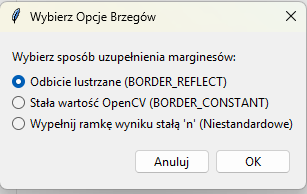 Wybierz Opcje Brzegów
Wybierz sposób uzupełnienia marginesów:
Odbicie lustrzane (BORDER_REFLECT)
Stała wartość OpenCV (BORDER_CONSTANT)
Wypełnij ramkę wyniku stałą 'n' (Niestandardowe)
Anuluj OK